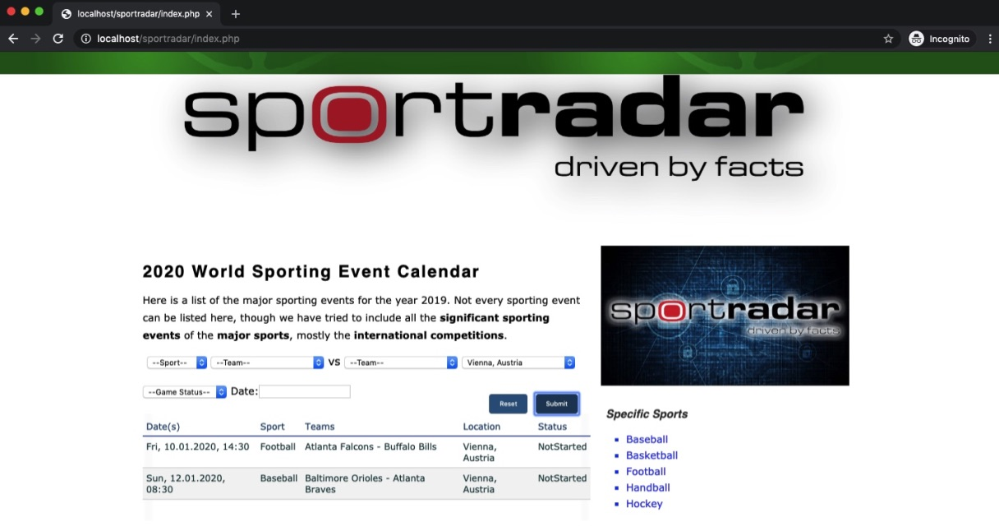 localhost/sportradar/index.php
localhost/sportradar/index.php
Incognito
sportradar
driven by facts
2020 World Sporting Event Calendar
Here is a list of the major sporting events for the year 2019. Not every sporting event
can be listed here, though we have tried to include all the significant sporting
events of the major sports, mostly the international competitions.
--Sport-- --Team-- VS --Team-- Vienna, Austria
--Game Status-- Date:
Reset Submit
Date(s) Sport Teams Location Status
Fri, 10.01.2020, 14:30 Football Atlanta Falcons - Buffalo Bills Vienna, NotStarted
Austria
Sun, 12.01.2020, Baseball Baltimore Orioles - Atlanta Vienna, NotStarted
08:30 Braves Austria
sportradar
driven by facts
Specific Sports
Baseball
Basketball
Football
Handball
Hockey